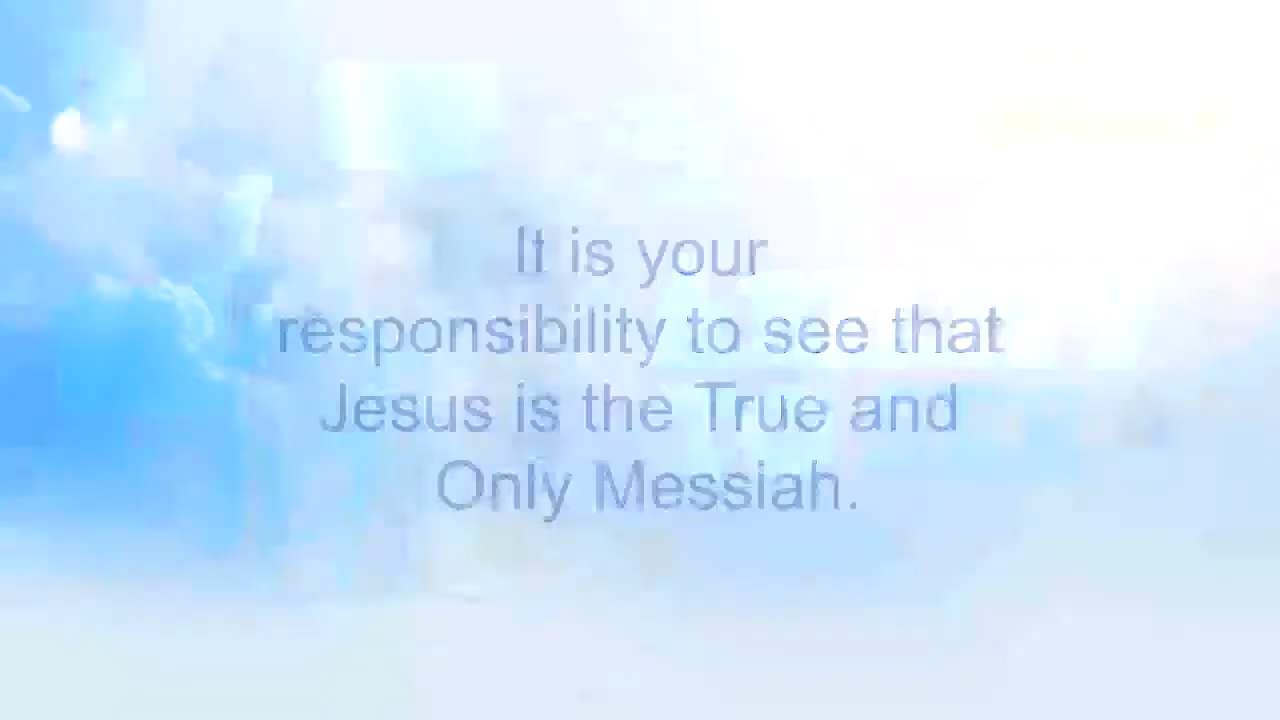 It is your
responsibility to see that
Jesus is the True and
Only Messiah.